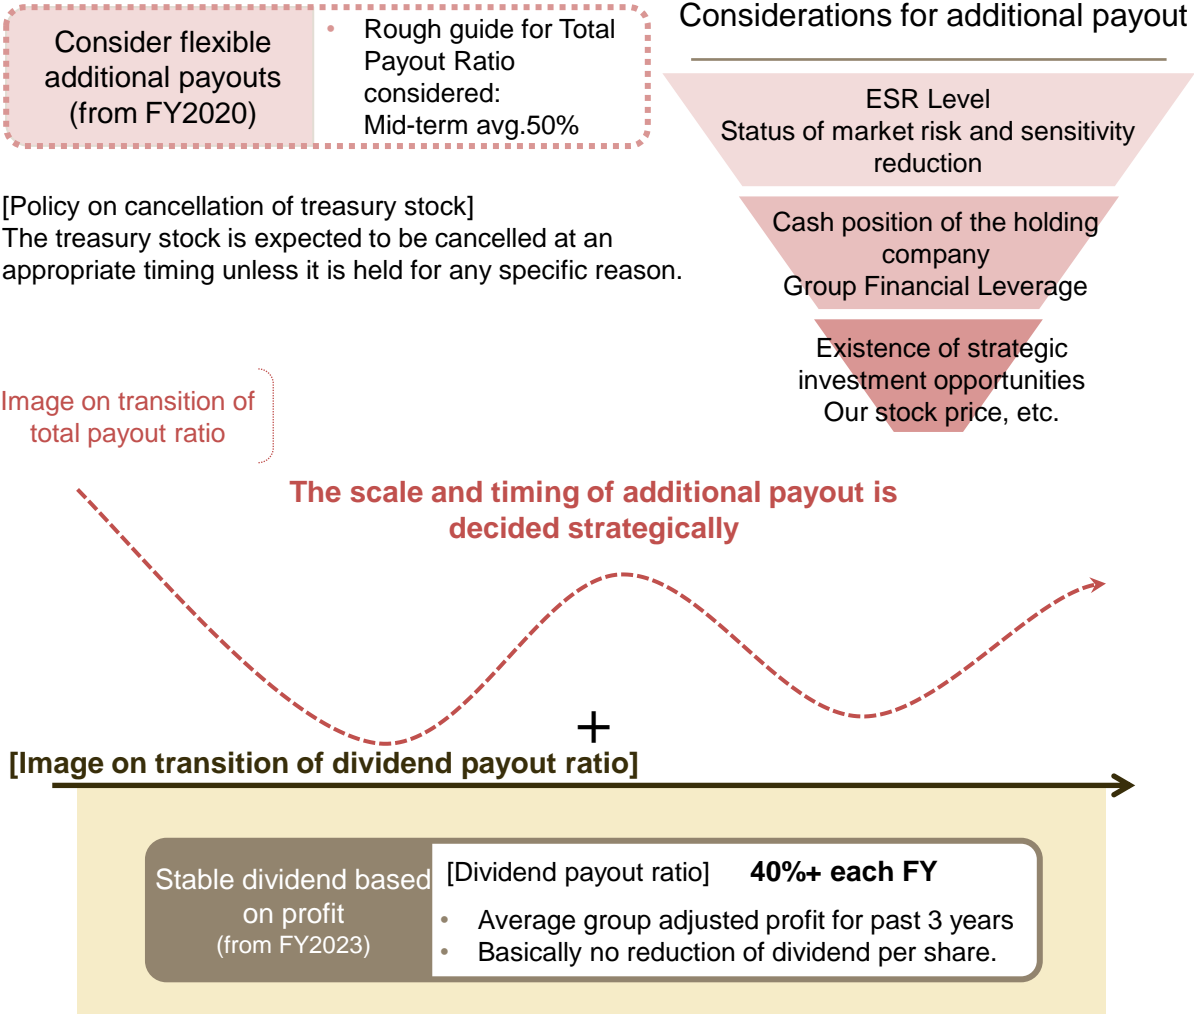 Consider flexible
additional payouts
(from FY2020)
• Rough guide for Total
Payout Ratio
considered:
Mid-term avg.50%
Considerations for additional payout
ESR Level
Status of market risk and sensitivity
reduction
Cash position of the holding
company
Group Financial Leverage
Existence of strategic
investment opportunities
Our stock price, etc.
[Policy on cancellation of treasury stock]
The treasury stock is expected to be cancelled at an
appropriate timing unless it is held for any specific reason.
Image on transition of
total payout ratio
The scale and timing of additional payout is
decided strategically
+
[Image on transition of dividend payout ratio]
Stable dividend based
on profit
(from FY2023)
[Dividend payout ratio] 40%+ each FY
• Average group adjusted profit for past 3 years
• Basically no reduction of dividend per share.